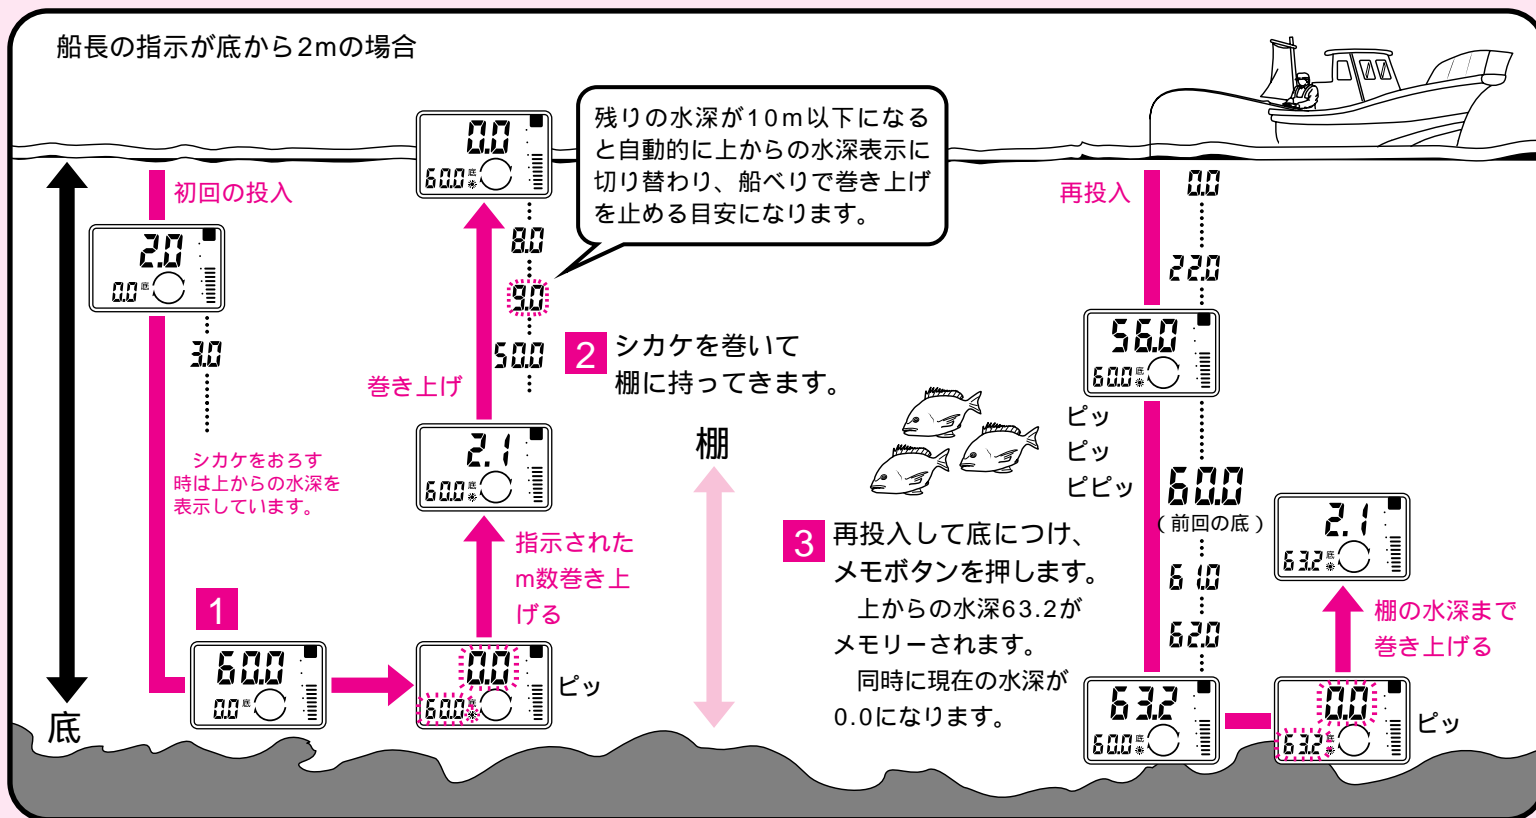 船長の指示が底から2mの場合
初回の投入
2.0
0.0 底
3.0
シカケをおろす
時は上からの水深を
表示しています。
1
60.0
0.0 底
0.0
60.0 底
ピッ
指示された
m数巻き上
げる
2.1
60.0 底
巻き上げ
0.0
60.0 底
8.0
9.0
50.0
残りの水深が10m以下になる
と自動的に上からの水深表示に
切り替わり、船べりで巻き上げ
を止める目安になります。
2
シカケを巻いて
棚に持ってきます。
棚
底
3
再投入して底につけ、
メモボタンを押します。
上からの水深63.2が
メモリーされます。
同時に現在の水深が
0.0になります。
再投入
0.0
22.0
56.0
60.0 底
ピッ
ピッ
ピピッ
60.0
(前回の底)
61.0
62.0
63.2
60.0 底
0.0
63.2 底
ピッ
棚の水深まで
巻き上げる
2.1
63.2 底